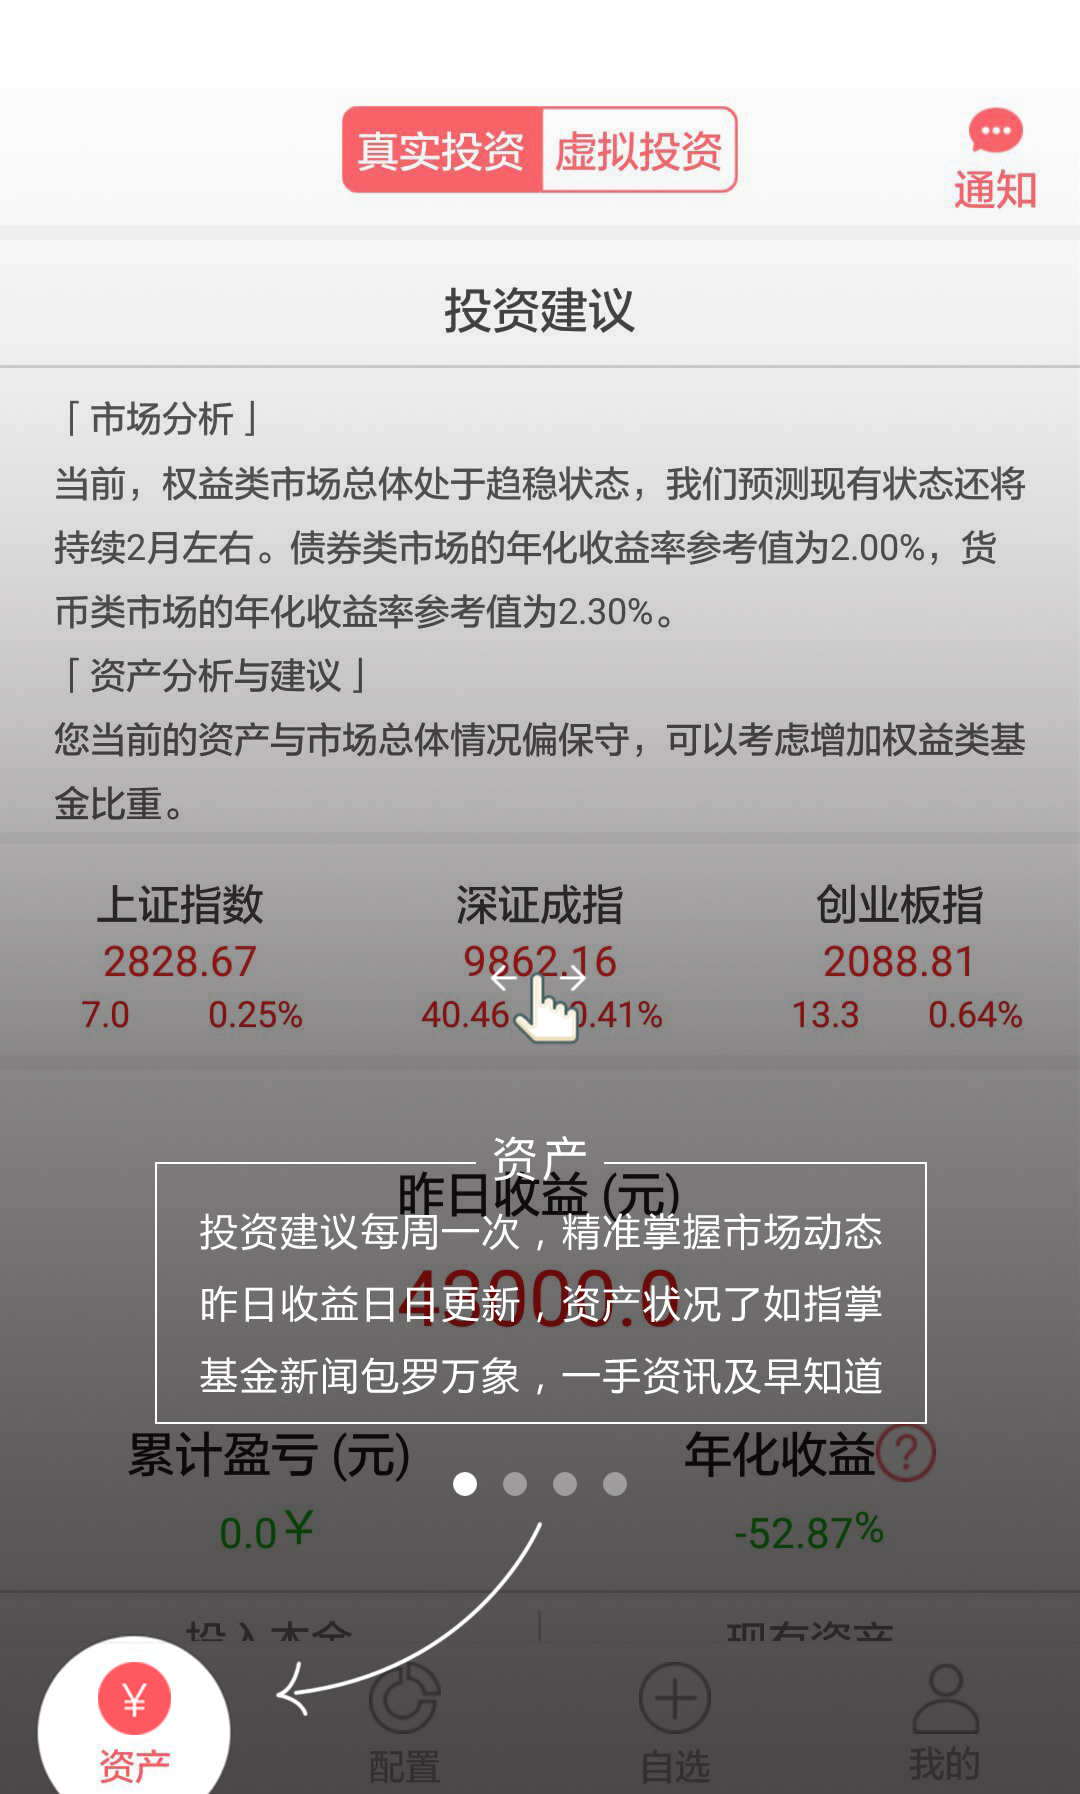 真实投资 虚拟投资
通知
投资建议
「 市场分析 」
当前，权益类市场总体处于趋稳状态，我们预测现有状态还将
持续2月左右。债券类市场的年化收益率参考值为2.00%，货
币类市场的年化收益率参考值为2.30%。
「 资产分析与建议 」
您当前的资产与市场总体情况偏保守，可以考虑增加权益类基
金比重。
上证指数 深证成指 创业板指
2828.67 9862.16 2088.81
7.0 0.25% 40.46 0.41% 13.3 0.64%
资产
昨日收益 (元)
投资建议每周一次，精准掌握市场动态
昨日收益日日更新，资产状况了如指掌
基金新闻包罗万象，一手资讯及早知道
累计盈亏 (元) 年化收益 ?
0.0¥ -52.87%
投入本金 现有资产
¥
资产 配置 自选 我的